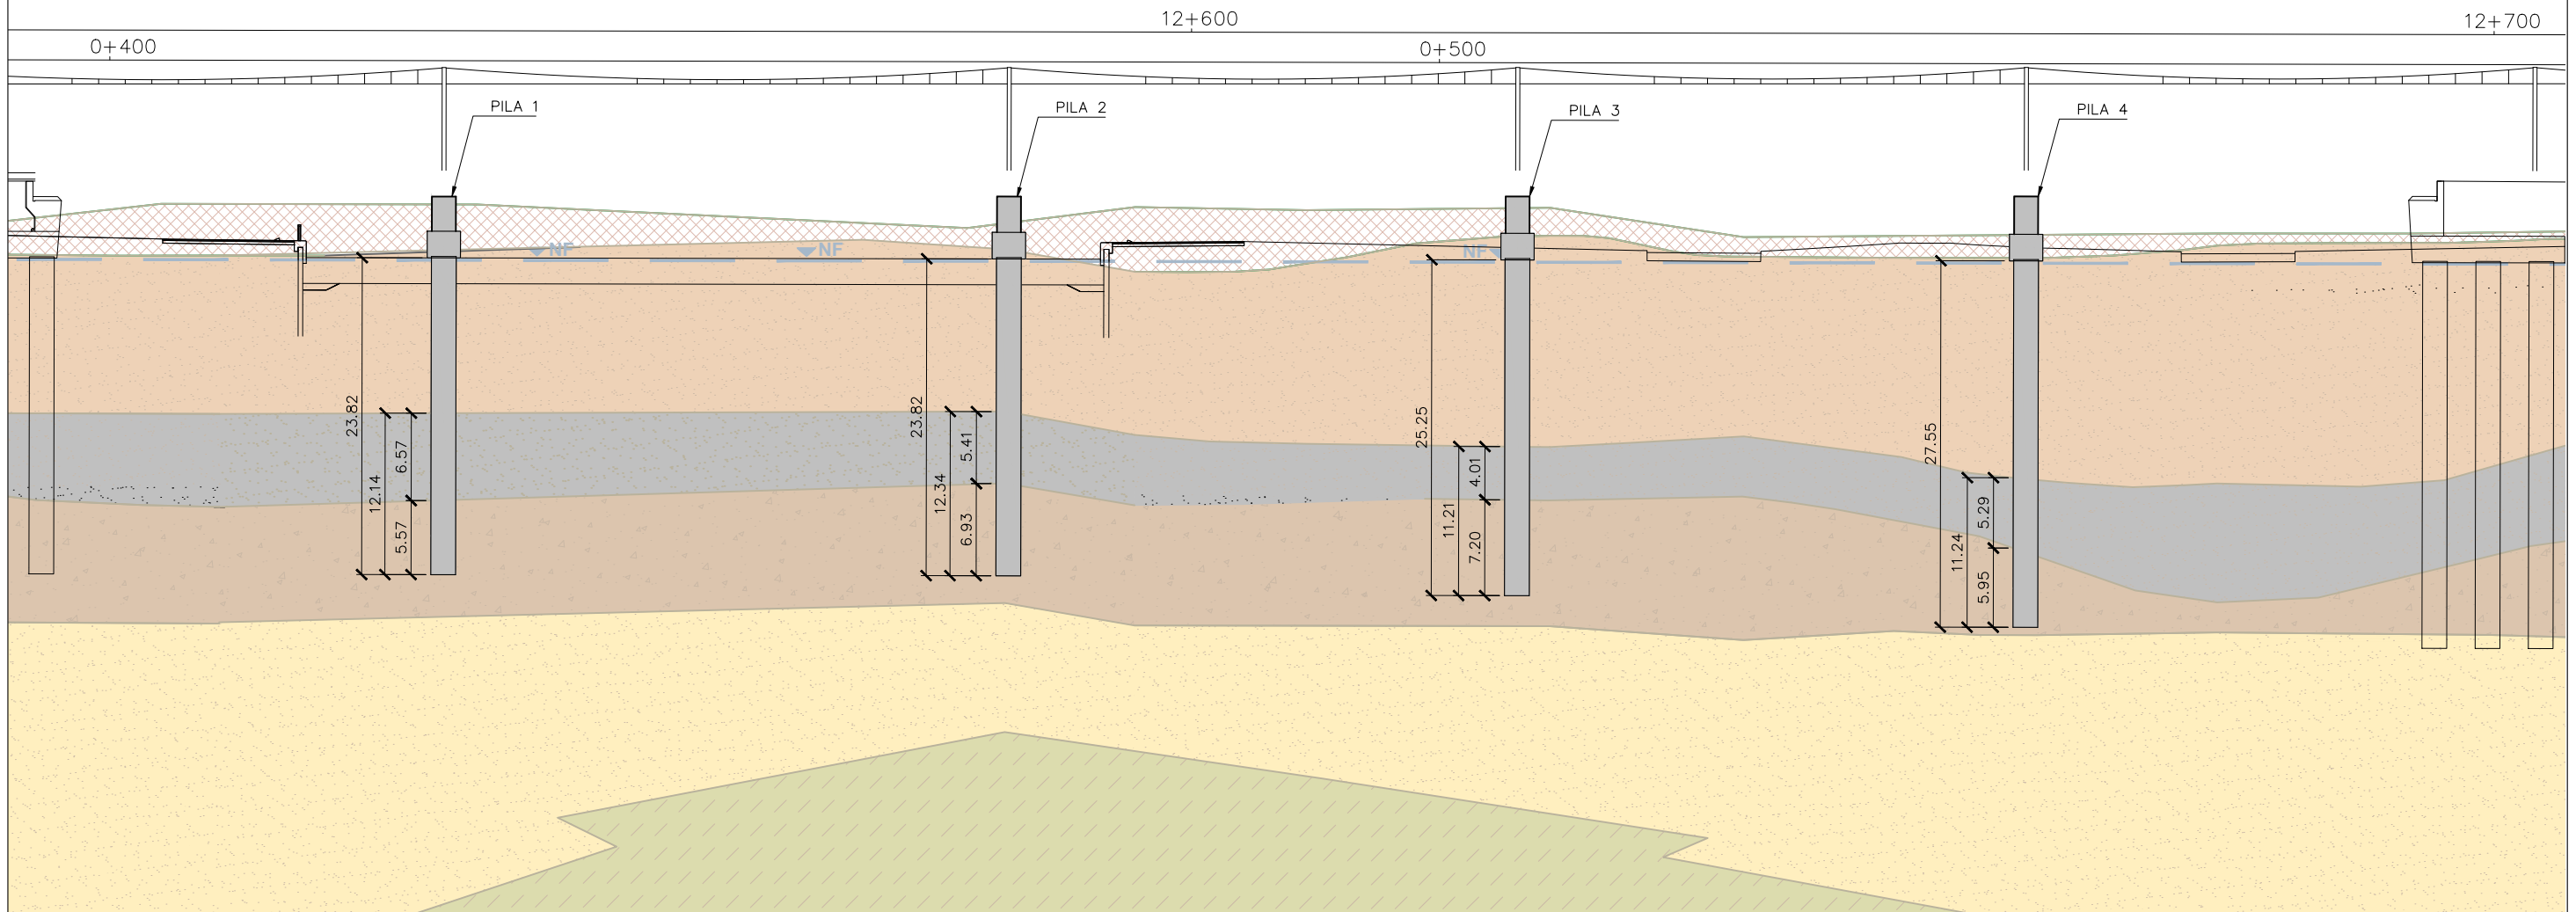 12+600
12+700
0+400
0+500
PILA 1
PILA 2
PILA 3
PILA 4
NF
NF
NF
23.82
12.14
6.57
5.57
23.82
12.34
5.41
6.93
25.25
11.21
4.01
7.20
27.55
11.24
5.29
5.95